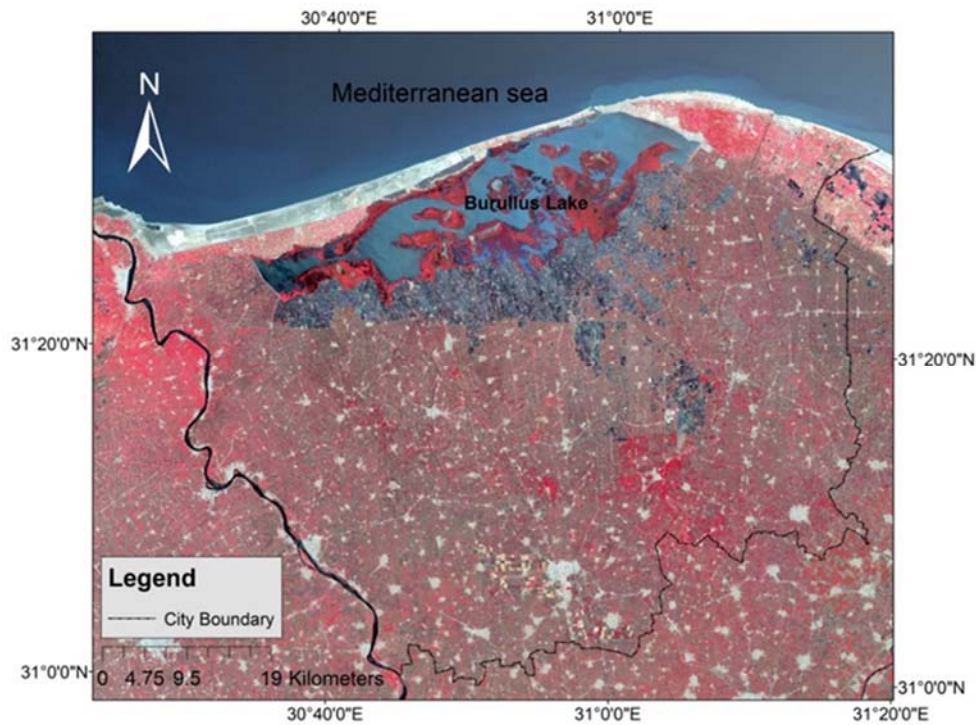 30°40'0"E 31°0'0"E
N
Mediterranean sea
Burullus Lake
31°20'0"N 31°20'0"N
Legend
City Boundary
31°0'0"N 31°0'0"N
0 4.75 9.5 19 Kilometers
30°40'0"E 31°0'0"E 31°20'0"E